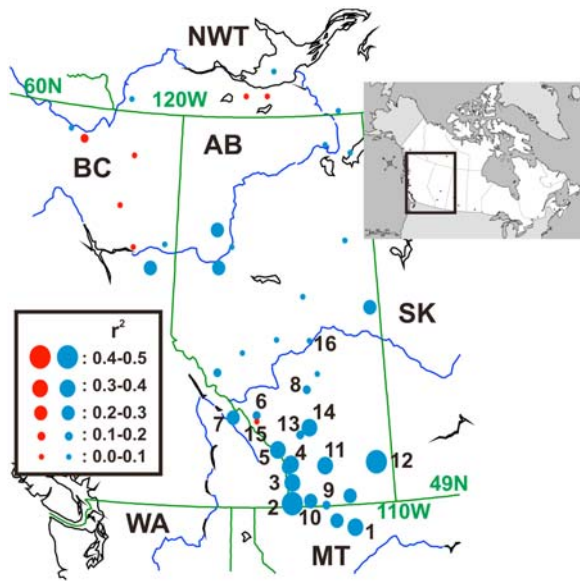 NWT
60N
120W
AB
BC
SK
r²
: 0.4-0.5
: 0.3-0.4
: 0.2-0.3
: 0.1-0.2
: 0.0-0.1
16
8
6
7
15
13
14
5
4
11
12
3
2
10
9
49N
110W
1
WA
MT